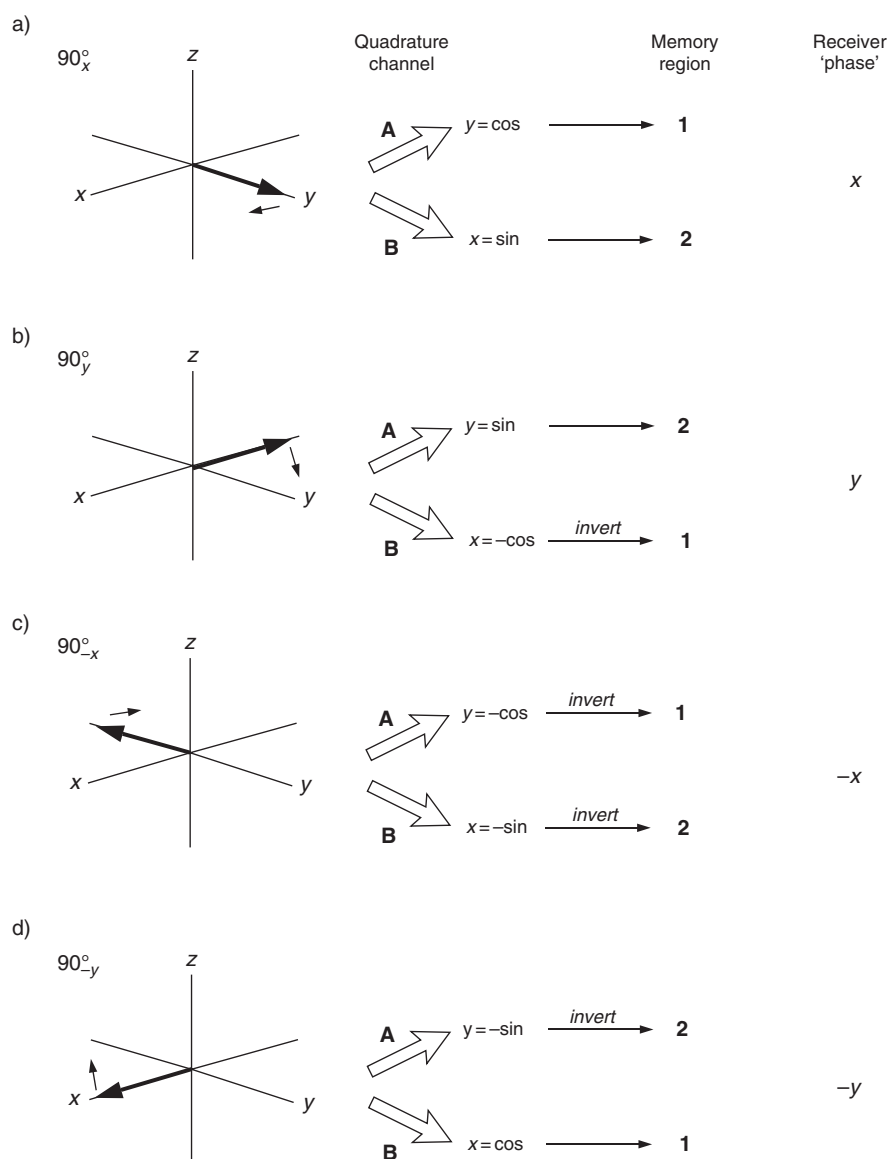 a)
90°x
z
x
y
Quadrature
channel
Memory
region
Receiver
‘phase’
A
y = cos
1
B
x = sin
2
x
b)
90°y
z
x
y
A
y = sin
2
B
x = –cos
invert
1
y
c)
90°–x
z
x
y
A
y = –cos
invert
1
B
x = –sin
invert
2
–x
d)
90°–y
z
x
y
A
y = –sin
invert
2
B
x = cos
1
–y